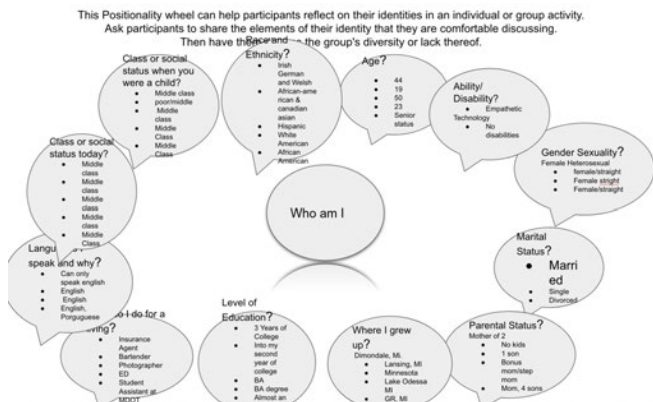 This Positionality wheel can help participants reflect on their identities in an individual or group activity.
Ask participants to share the elements of their identity that they are comfortable discussing.
Then have them the group's diversity or lack thereof.
Race and
Ethnicity?
Irish
German
and Welsh
African-ame
rican &
canadian
asian
Hispanic
White
American
African
American
Age?
44
19
50
23
Senior
status
Ability/
Disability?
Empathetic
Technology
No
disabilities
Gender Sexuality?
Female Heterosexual
female/straight
Female stright
Female/straight
Marital
Status?
Marri
ed
Single
Divorced
Parental Status?
Mother of 2
No kids
1 son
Bonus
mom/step
mom
Mom, 4 sons
Where I grew
up?
Dimondale, Mi.
Lansing, MI
Minnesota
Lake Odessa
MI
GR, MI
Level of
Education?
3 Years of
College
Into my
second
year of
college
BA
BA degree
Almost an
do I do for a
living?
Insurance
Agent
Bartender
Photographer
ED
Student
Assistant at
MDOT
speak and why?
Can only
speak english
English
English
English,
Porguguese
Class or social
status today?
Middle
class
Middle
class
Middle
class
Middle
class
Middle
Class
Class or social
status when you
were a child?
Middle class
poor/middle
Middle
class
Middle
Class
Middle
Class
Who am I